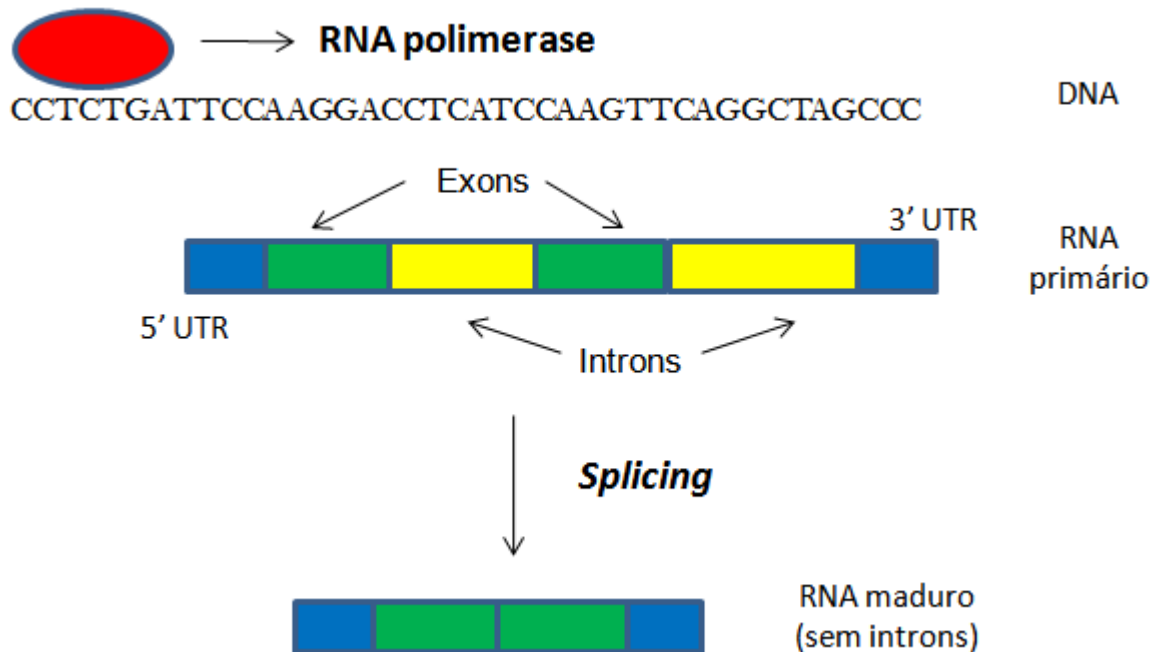 RNA polimerase
CCTCTGATTCCAAGGACCTCATCCAAGTTCAGGCTAGCCC
DNA
Exons
3’ UTR
RNA
primário
5’ UTR
Introns
Splicing
RNA maduro
(sem introns)